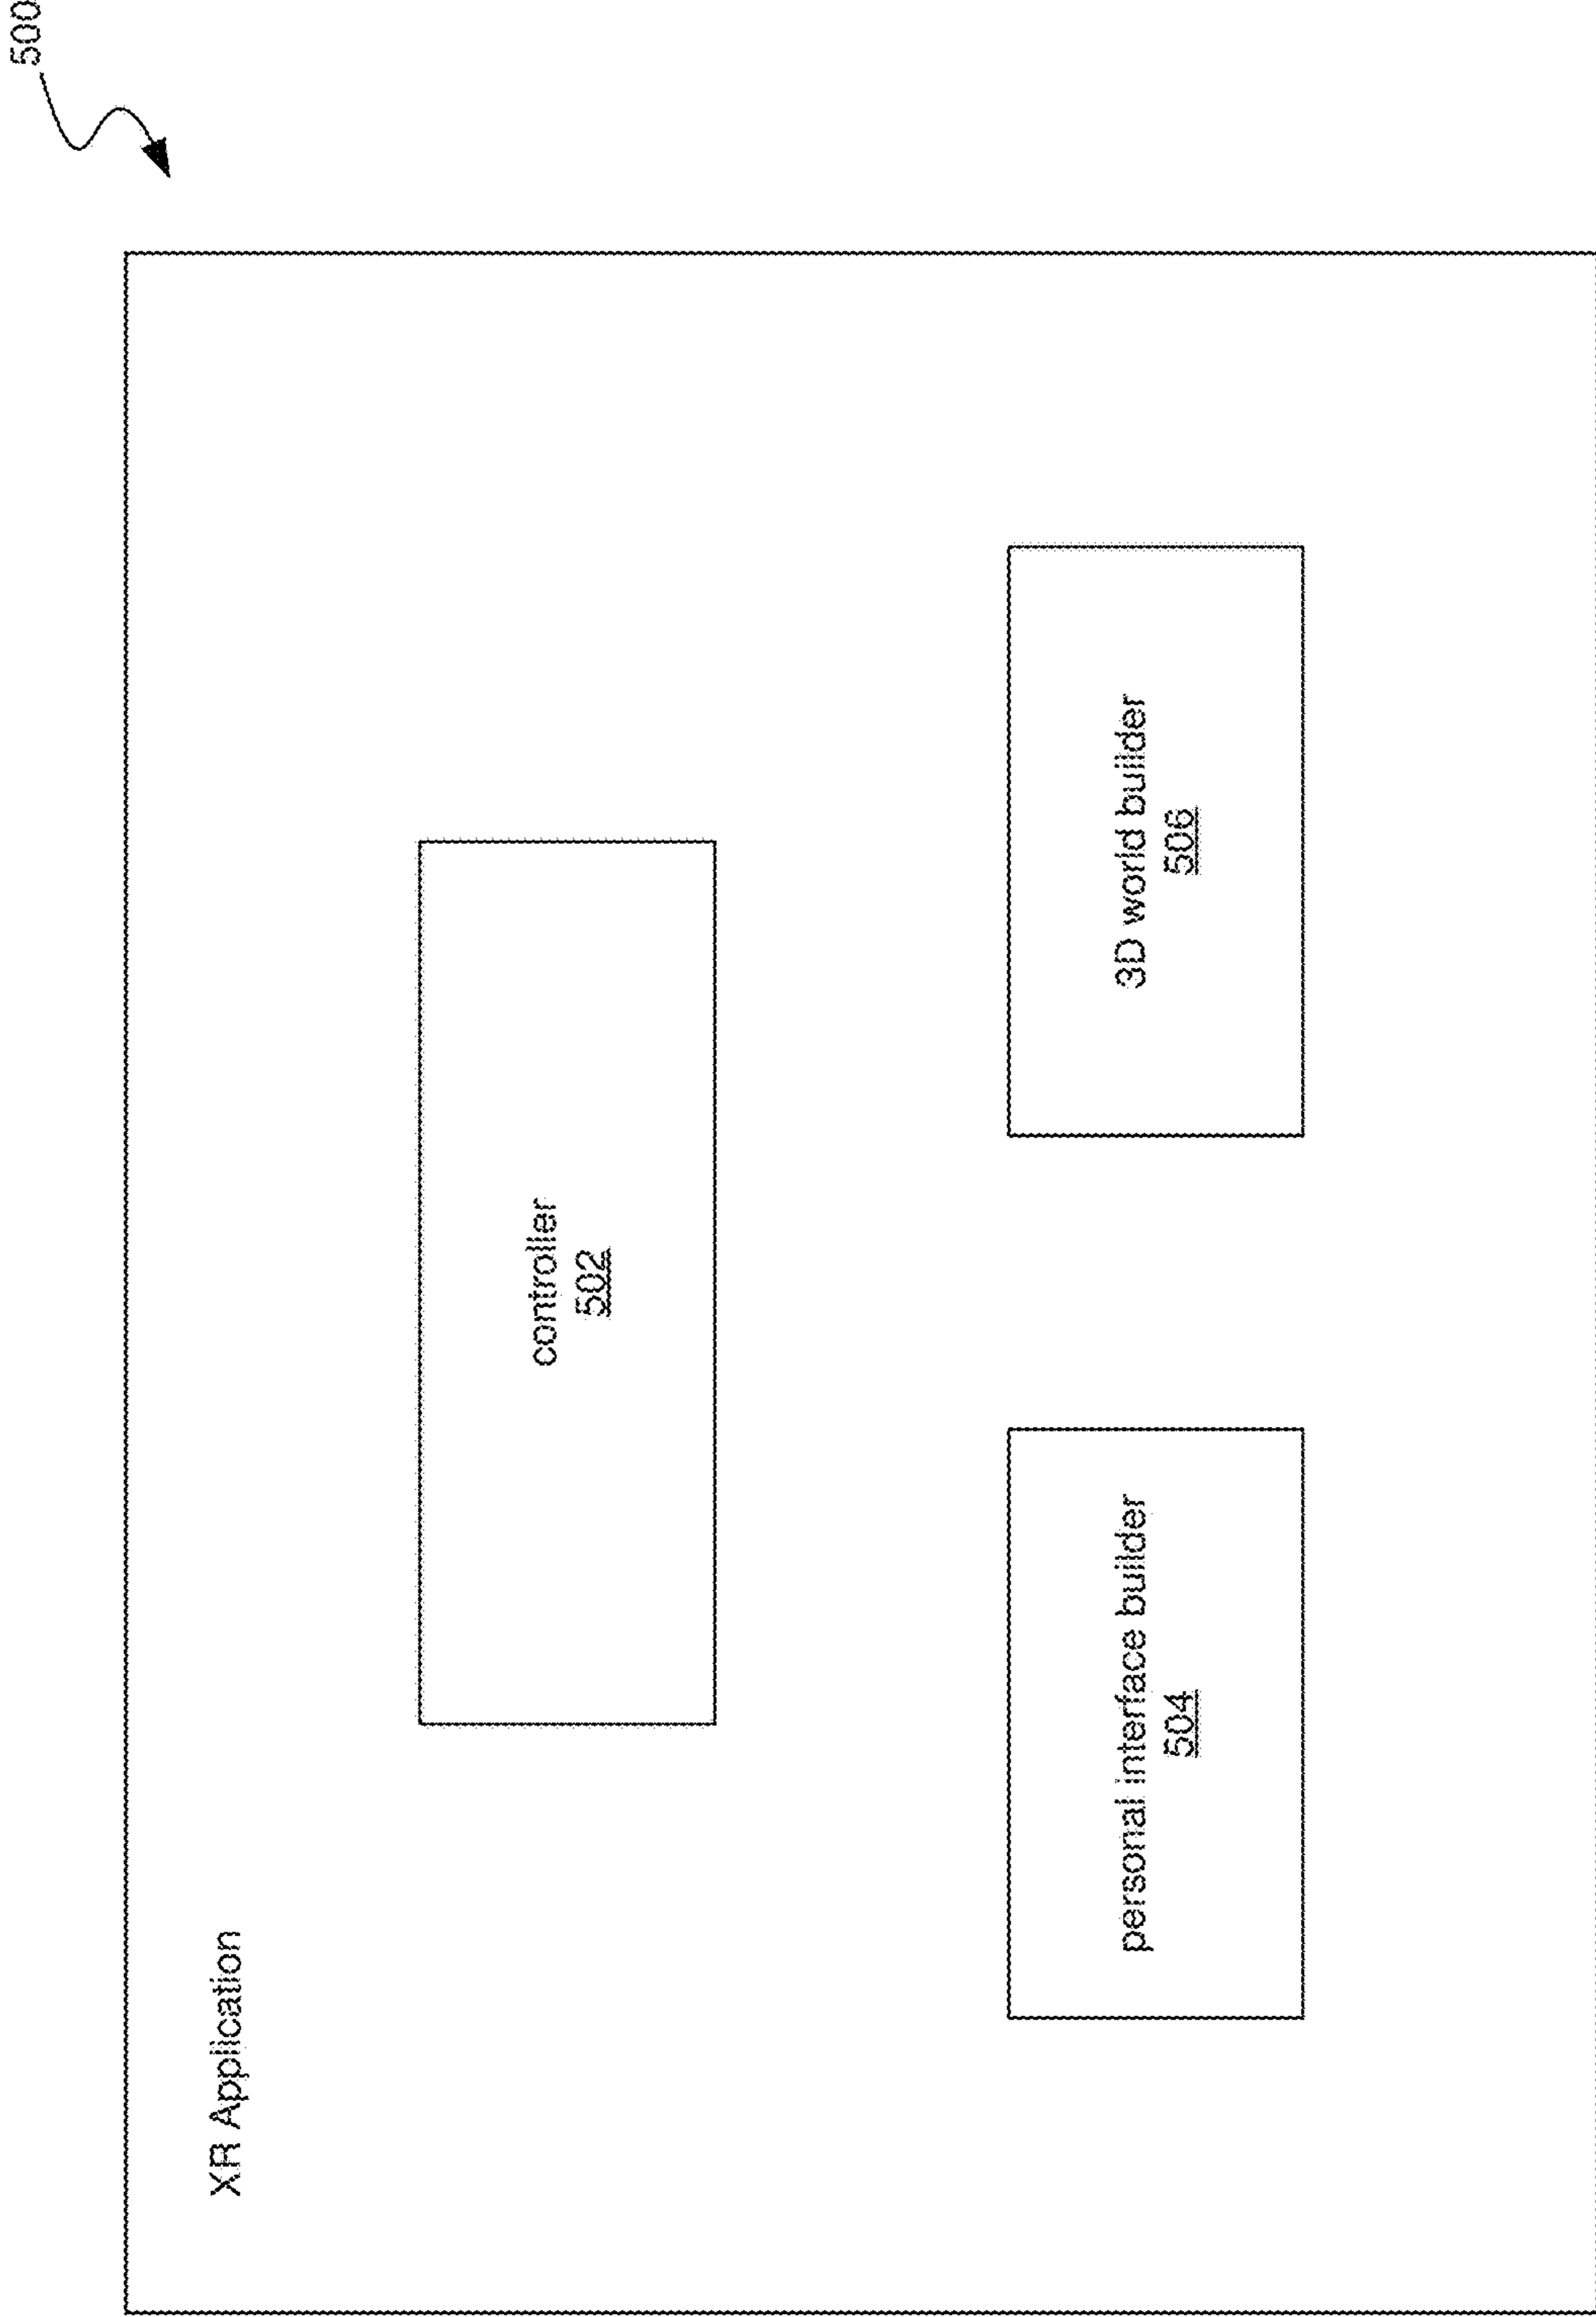 500
XR Application
controller
502
personal interface builder
504
3D world builder
506